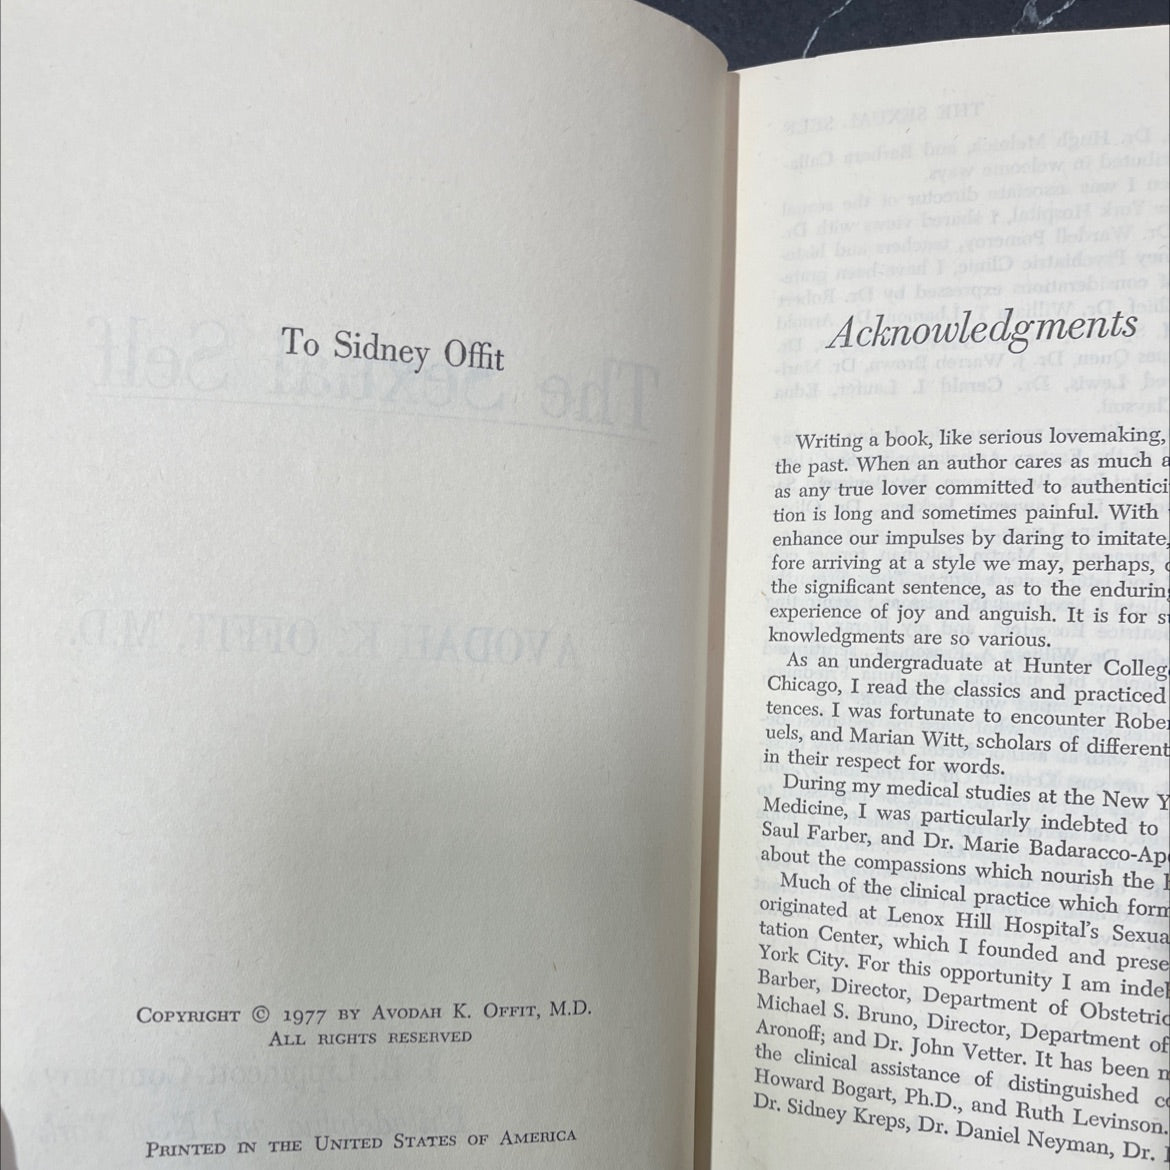 To Sidney Offit
COPYRIGHT © 1977 BY AVODAH K. OFFIT, M.D.
ALL RIGHTS RESERVED
PRINTED IN THE UNITED STATES OF AMERICA
Acknowledgments
Writing a book, like serious lovemaking,
the past. When an author cares as much a
as any true lover committed to authentici
tion is long and sometimes painful. With
enhance our impulses by daring to imitate,
fore arriving at a style we may, perhaps,
the significant sentence, as to the enduring
experience of joy and anguish. It is for s
knowledgments are so various.
As an undergraduate at Hunter Colleg
Chicago, I read the classics and practiced
tences. I was fortunate to encounter Rober
uels, and Marian Witt, scholars of different
in their respect for words.
During my medical studies at the New Y
Medicine, I was particularly indebted to
Saul Farber, and Dr. Marie Badaracco-Ap
about the compassions which nourish the
Much of the clinical practice which form
originated at Lenox Hill Hospital's Sexua
tation Center, which I founded and prese
York City. For this opportunity I am inde
Barber, Director, Department of Obstetric
Michael S. Bruno, Director, Department of
Aronoff; and Dr. John Vetter. It has been
the clinical assistance of distinguished c
Howard Bogart, Ph.D., and Ruth Levinson.
Dr. Sidney Kreps, Dr. Daniel Neyman, Dr.